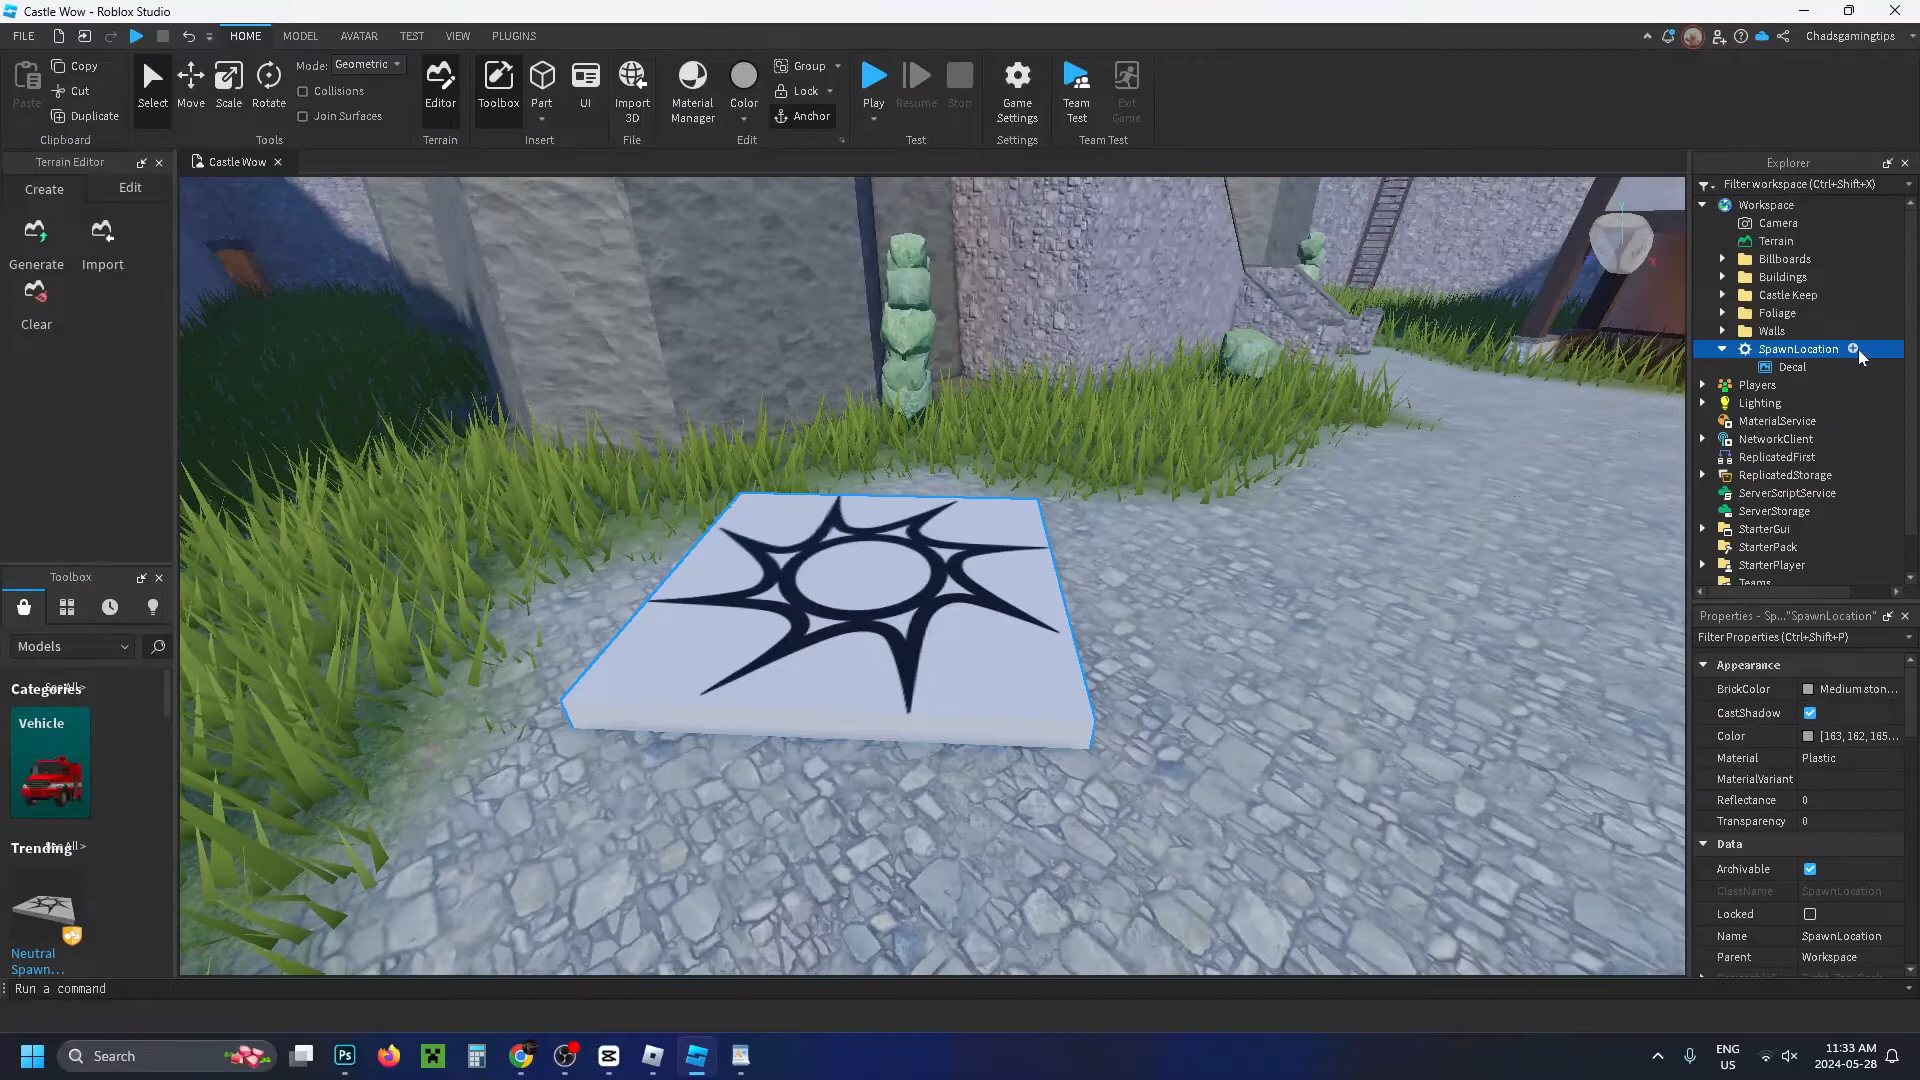 Castle Wow - Roblox Studio
FILE
HOME
MODEL
AVATAR
TEST
VIEW
PLUGINS
Chadsgamingtips
Paste
Copy
Cut
Duplicate
Clipboard
Select
Move
Scale
Rotate
Mode:
Geometric
Collisions
Join Surfaces
Tools
Editor
Terrain
Toolbox
Part
UI
Insert
Import
3D
File
Material
Manager
Color
Group
Lock
Anchor
Edit
Play
Resume
Stop
Test
Game
Settings
Settings
Team
Test
Exit
Game
Team Test
Terrain Editor
Create
Edit
Generate
Import
Clear
Castle Wow
Toolbox
Models
Categories
See All >
Vehicle
Trending
See All >
Neutral
Spawn...
Explorer
Filter workspace (Ctrl+Shift+X)
Workspace
Camera
Terrain
Billboards
Buildings
Castle Keep
Foliage
Walls
SpawnLocation
Decal
Players
Lighting
MaterialService
NetworkClient
ReplicatedFirst
ReplicatedStorage
ServerScriptService
ServerStorage
StarterGui
StarterPack
StarterPlayer
Teams
Properties - Sp..."SpawnLocation"
Filter Properties (Ctrl+Shift+P)
Appearance
BrickColor
Medium ston...
CastShadow
Color
[163, 162, 165...
Material
Plastic
MaterialVariant
Reflectance
0
Transparency
0
Data
Archivable
ClassName
SpawnLocation
Locked
Name
SpawnLocation
Parent
Workspace
Run a command
Search
Ps
ENG
US
11:33 AM
2024-05-28